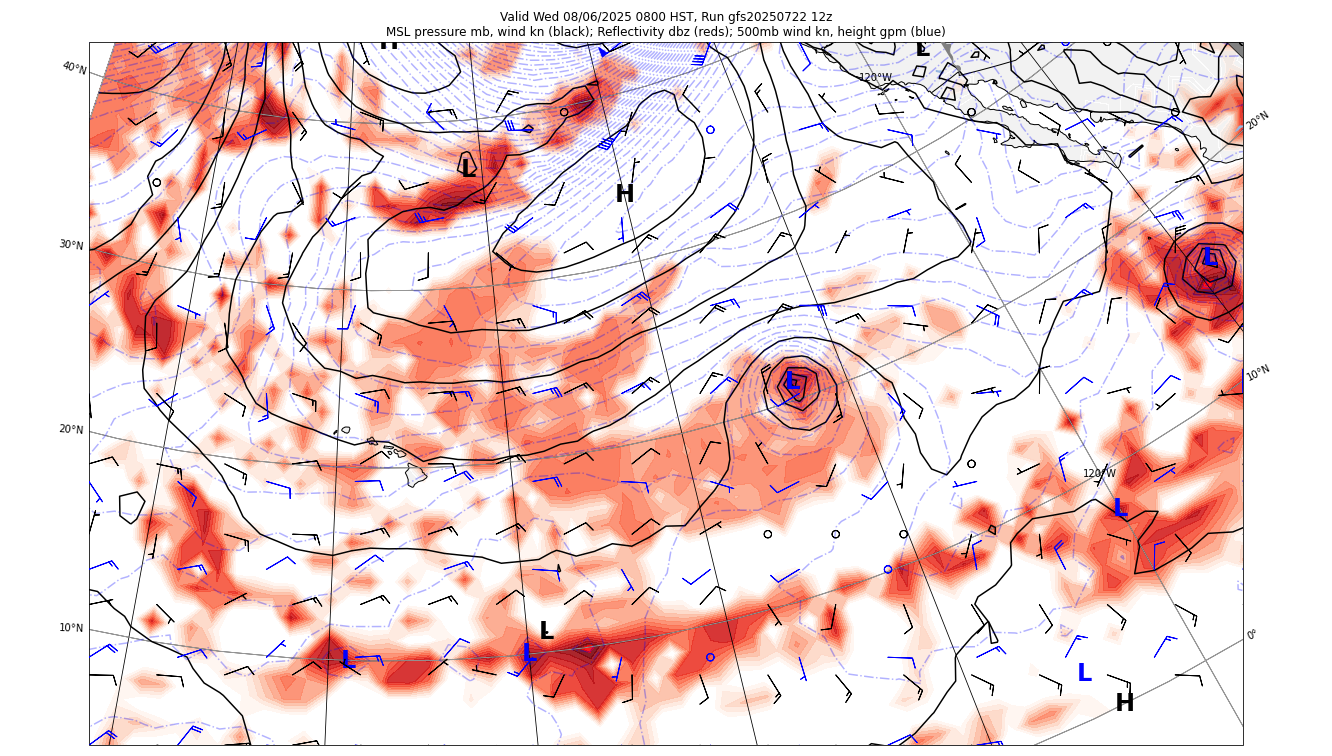 Valid Wed 08/06/2025 0800 HST, Run gfs20250722 12z
MSL pressure mb, wind kn (black); Reflectivity dbz (reds); 500mb wind kn, height gpm (blue)
H
L
40°N
120°W
20°N
L
H
30°N
L
L
10°N
20°N
120°W
L
10°N
L
0°
L
L
L
H